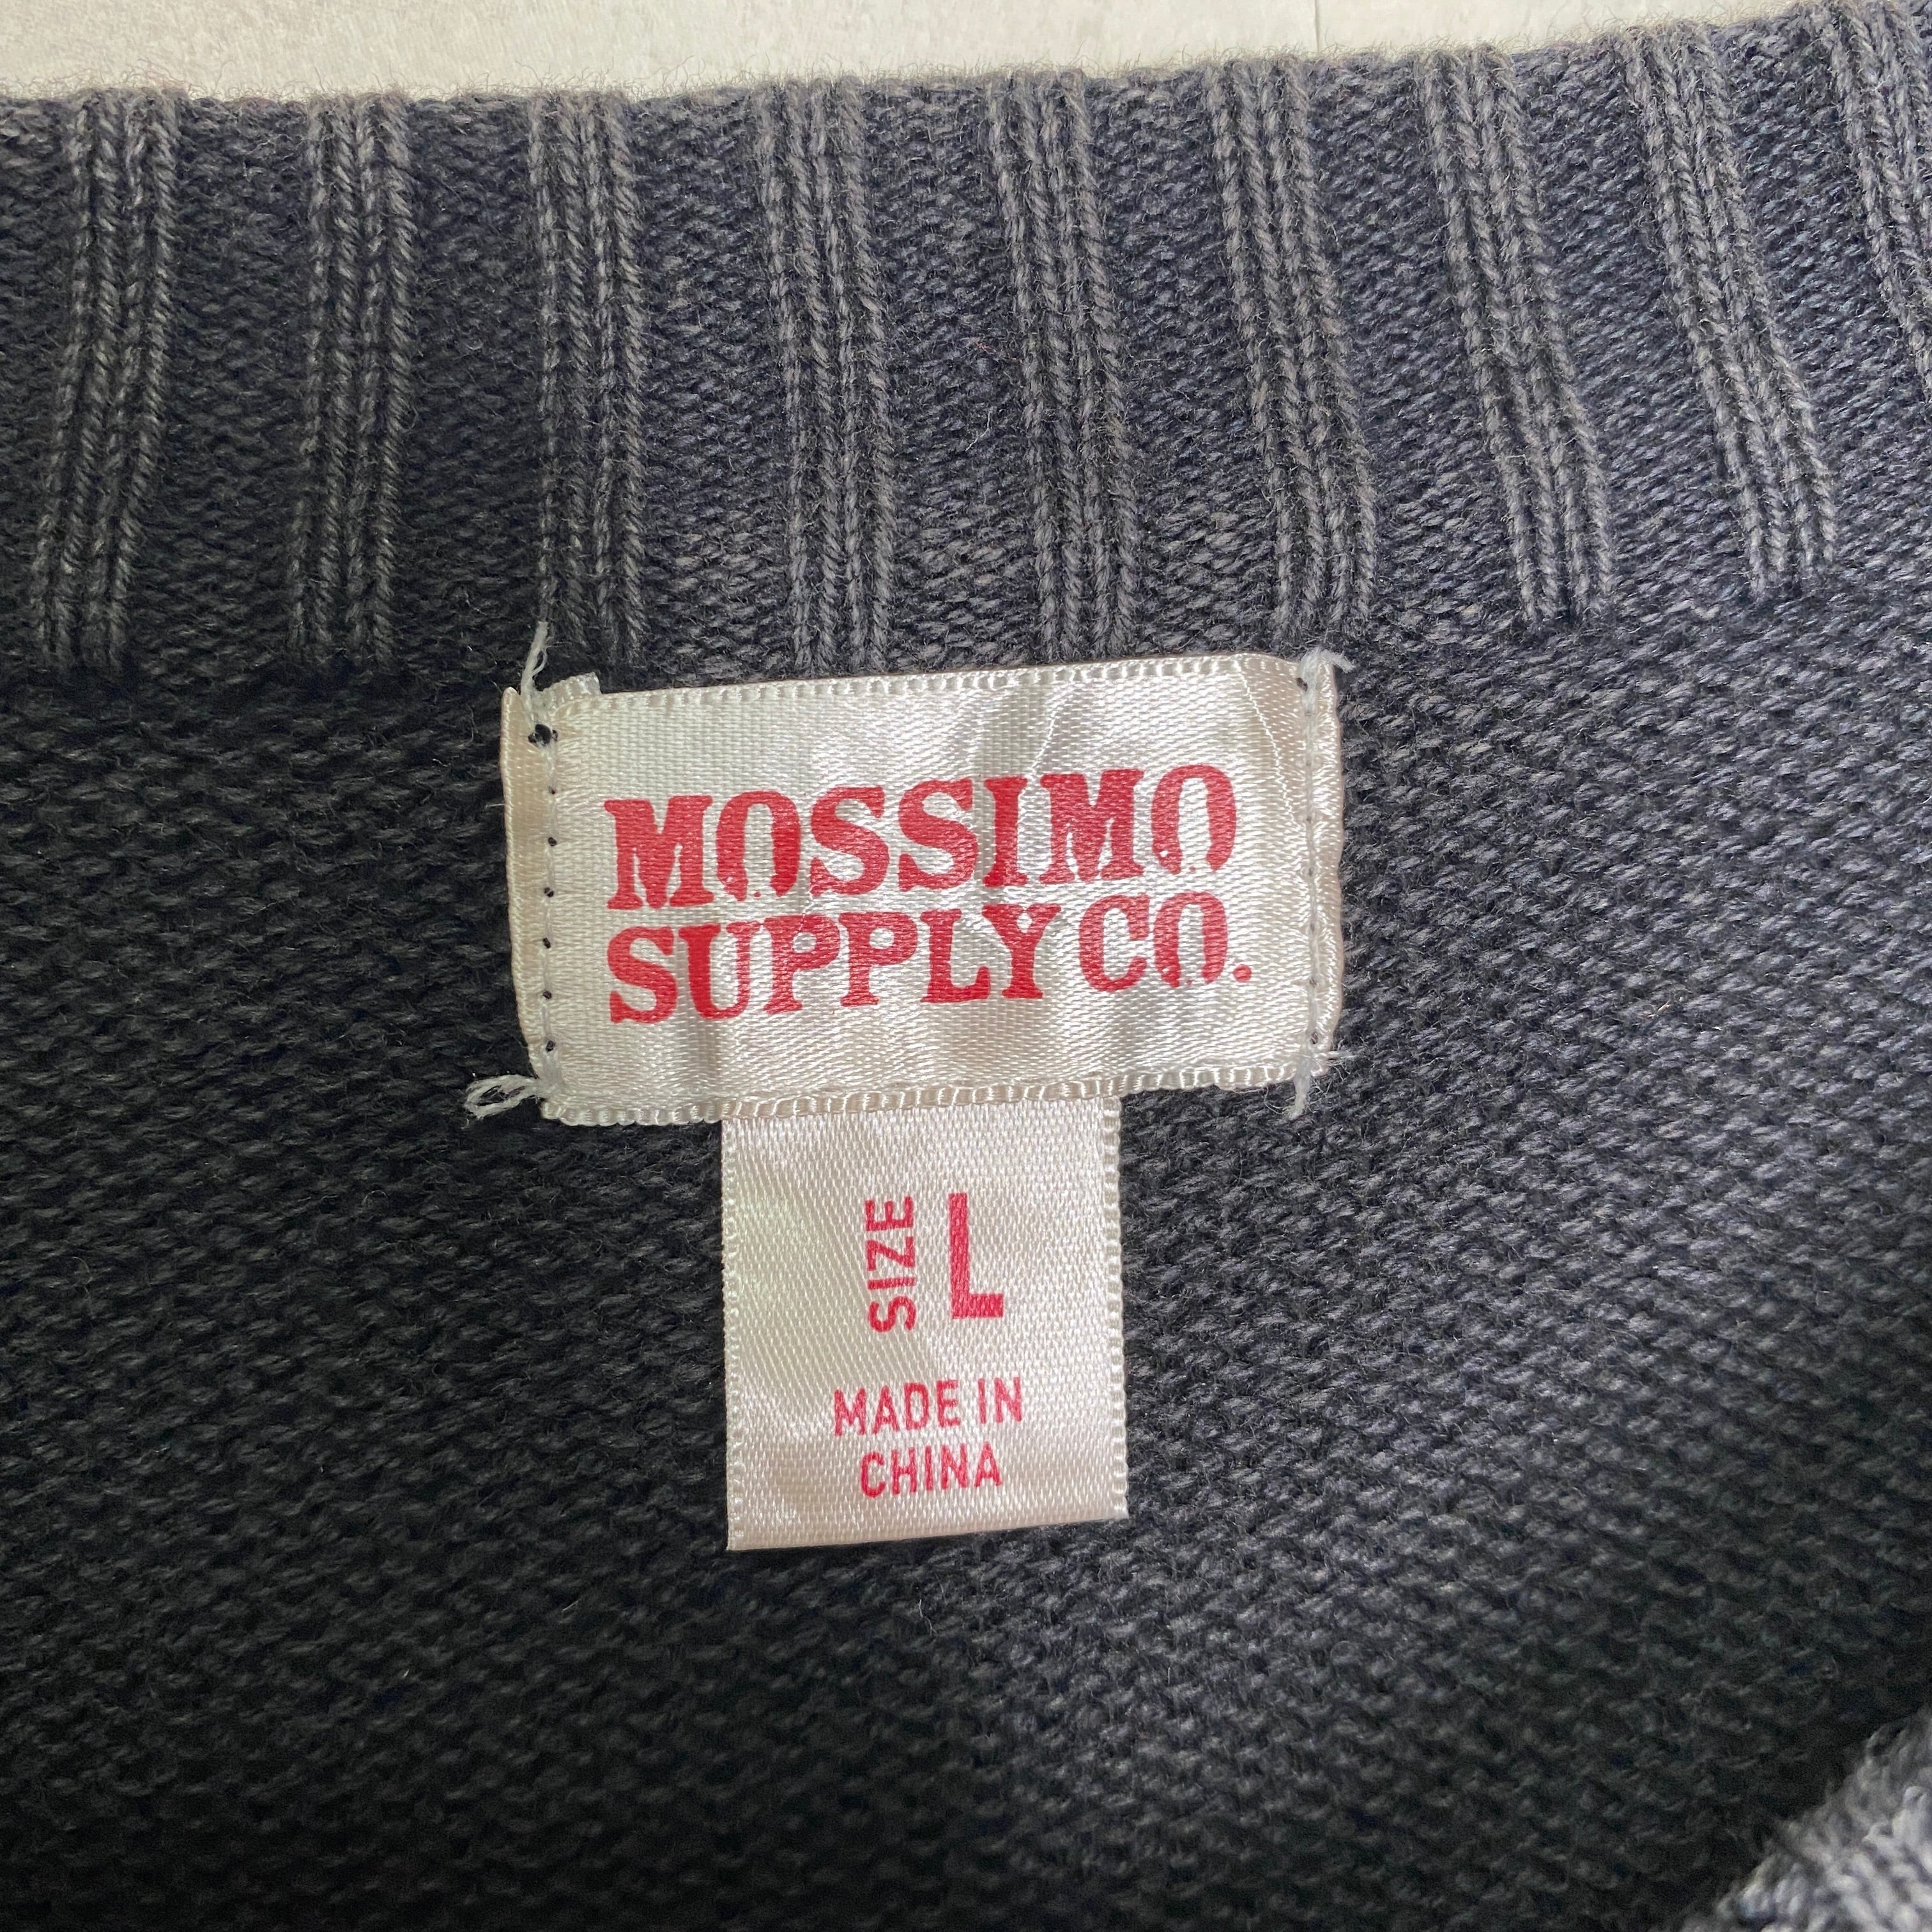 MOSSIMO
SUPPLY CO.
SIZE L
MADE IN
CHINA